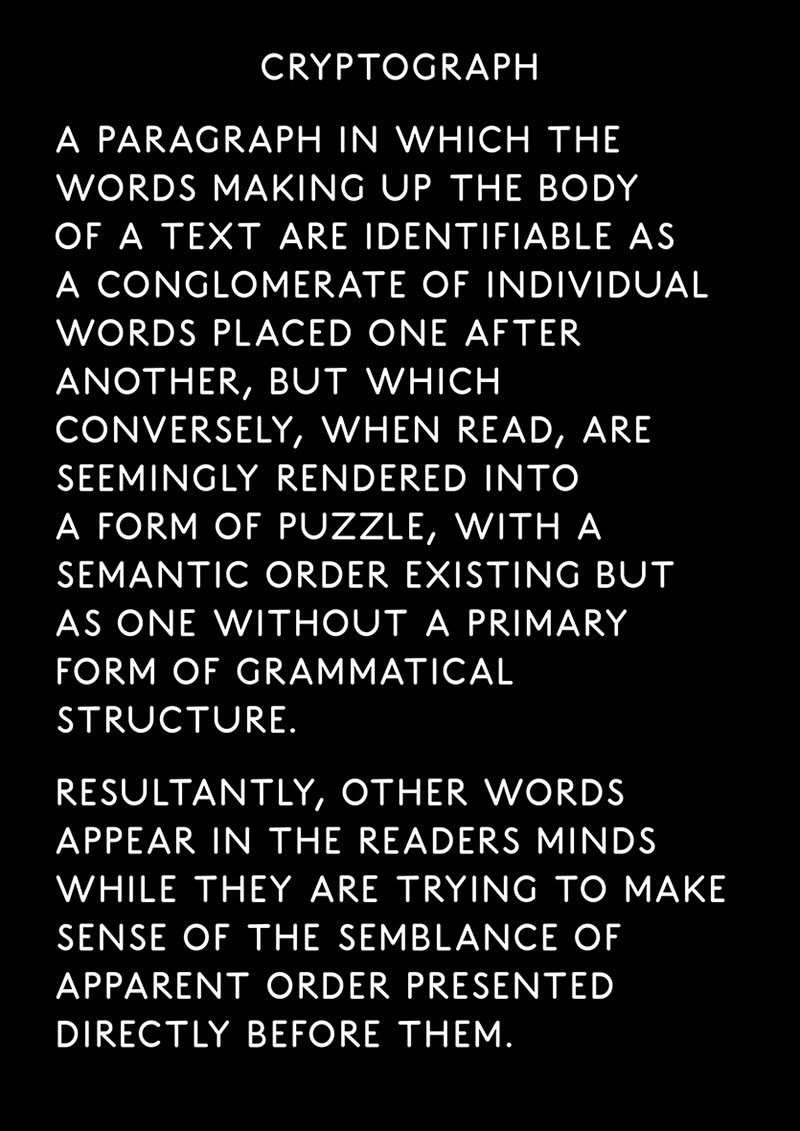 CRYPTOGRAPH
A PARAGRAPH IN WHICH THE
WORDS MAKING UP THE BODY
OF A TEXT ARE IDENTIFIABLE AS
A CONGLOMERATE OF INDIVIDUAL
WORDS PLACED ONE AFTER
ANOTHER, BUT WHICH
CONVERSELY, WHEN READ, ARE
SEEMINGLY RENDERED INTO
A FORM OF PUZZLE, WITH A
SEMANTIC ORDER EXISTING BUT
AS ONE WITHOUT A PRIMARY
FORM OF GRAMMATICAL
STRUCTURE.
RESULTANTLY, OTHER WORDS
APPEAR IN THE READERS MINDS
WHILE THEY ARE TRYING TO MAKE
SENSE OF THE SEMBLANCE OF
APPARENT ORDER PRESENTED
DIRECTLY BEFORE THEM.